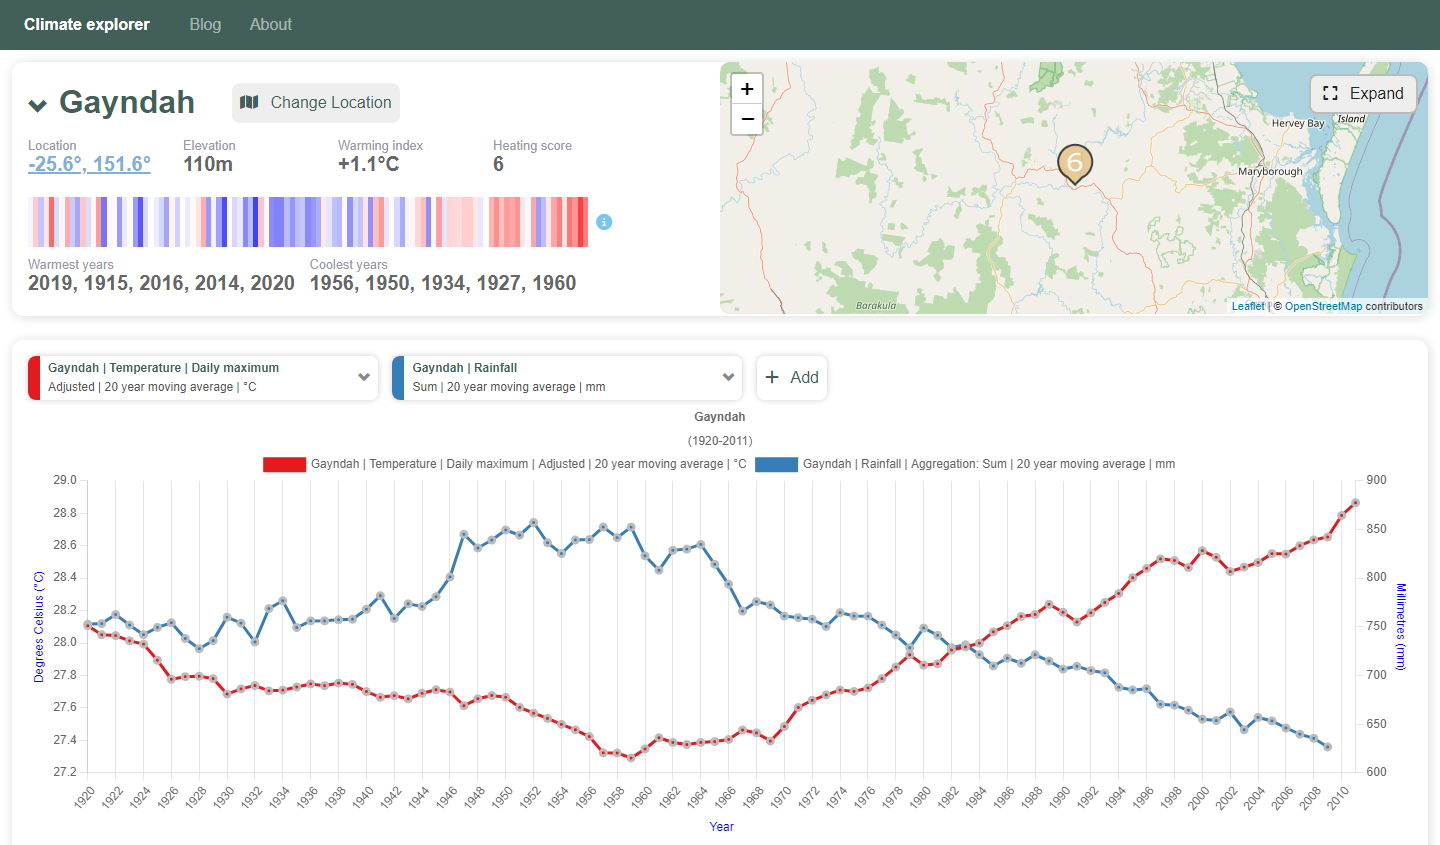 Climate explorer Blog About
Gayndah Change Location
Location Elevation Warming index Heating score
-25.6°, 151.6° 110m +1.1°C 6
Warmest years Coolest years
2019, 1915, 2016, 2014, 2020 1956, 1950, 1934, 1927, 1960
+
−
Expand
Hervey Bay Island
6
Maryborough
Barakula
Leaflet | © OpenStreetMap contributors
Gayndah | Temperature | Daily maximum
Adjusted | 20 year moving average | °C
Gayndah | Rainfall
Sum | 20 year moving average | mm
+ Add
Gayndah
(1920-2011)
Gayndah | Temperature | Daily maximum | Adjusted | 20 year moving average | °C
Gayndah | Rainfall | Aggregation: Sum | 20 year moving average | mm
Degrees Celsius (°C)
29.0
28.8
28.6
28.4
28.2
28.0
27.8
27.6
27.4
27.2
900
850
800
750
700
650
600
Millimetres (mm)
1920 1922 1924 1926 1928 1930 1932 1934 1936 1938 1940 1942 1944 1946 1948 1950 1952 1954 1956 1958 1960 1962 1964 1966 1968 1970 1972 1974 1976 1978 1980 1982 1984 1986 1988 1990 1992 1994 1996 1998 2000 2002 2004 2006 2008 2010
Year